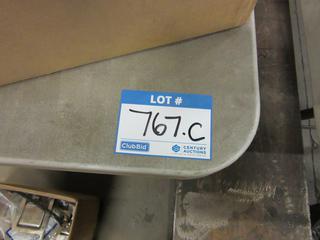 LOT #
767.C
ClubBid
CENTURY AUCTIONS